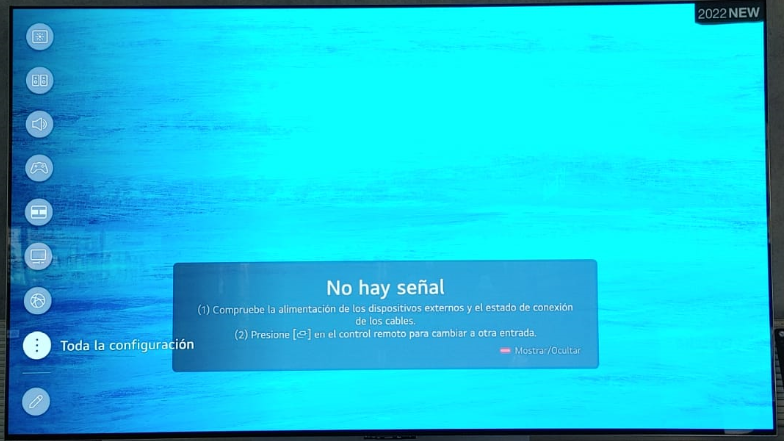 2022 NEW
No hay señal
(1) Compruebe la alimentación de los dispositivos externos y el estado de conexión
de los cables.
(2) Presione [⮐] en el control remoto para cambiar a otra entrada.
Mostrar/Ocultar
Toda la configuración